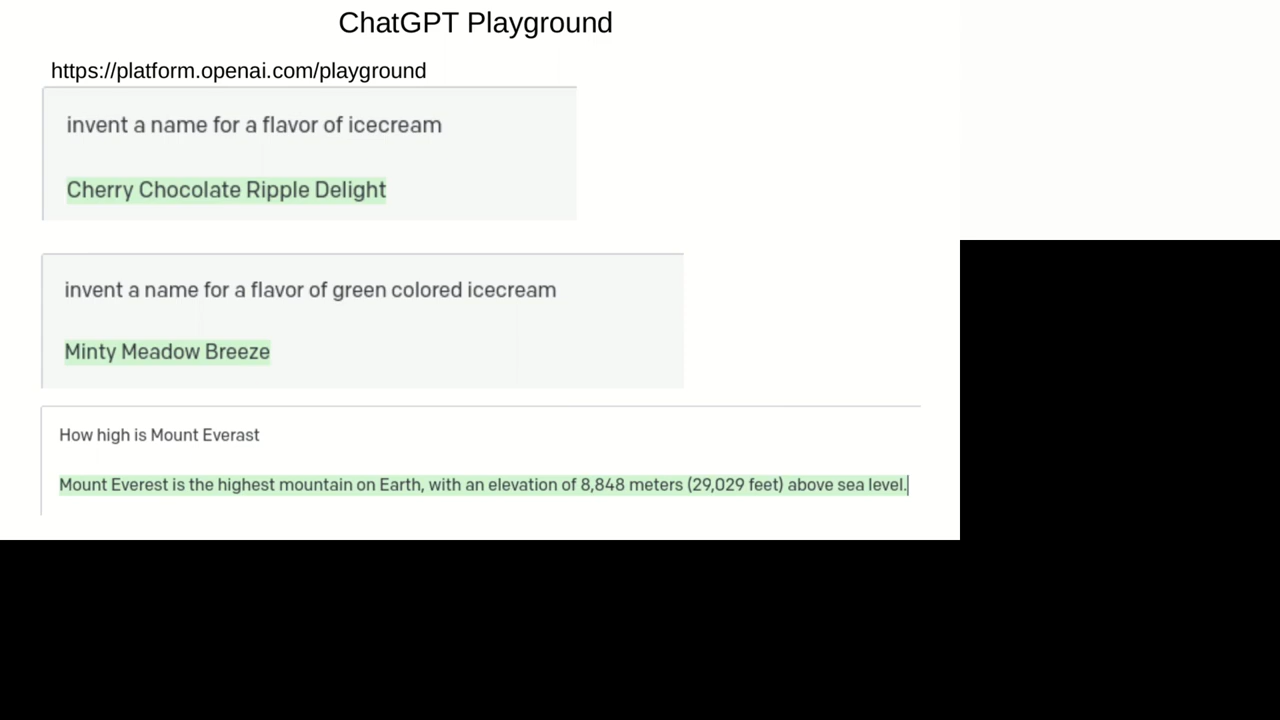 ChatGPT Playground
https://platform.openai.com/playground
invent a name for a flavor of icecream
Cherry Chocolate Ripple Delight
invent a name for a flavor of green colored icecream
Minty Meadow Breeze
How high is Mount Everast
Mount Everest is the highest mountain on Earth, with an elevation of 8,848 meters (29,029 feet) above sea level.